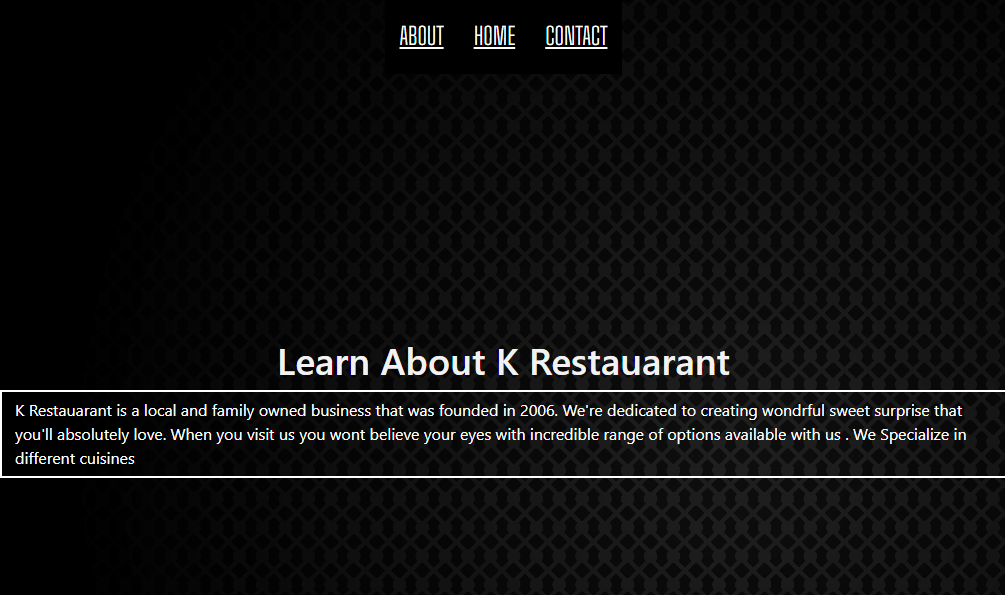 ABOUT HOME CONTACT
Learn About K Restauarant
K Restauarant is a local and family owned business that was founded in 2006. We're dedicated to creating wondrful sweet surprise that
you'll absolutely love. When you visit us you wont believe your eyes with incredible range of options available with us . We Specialize in
different cuisines